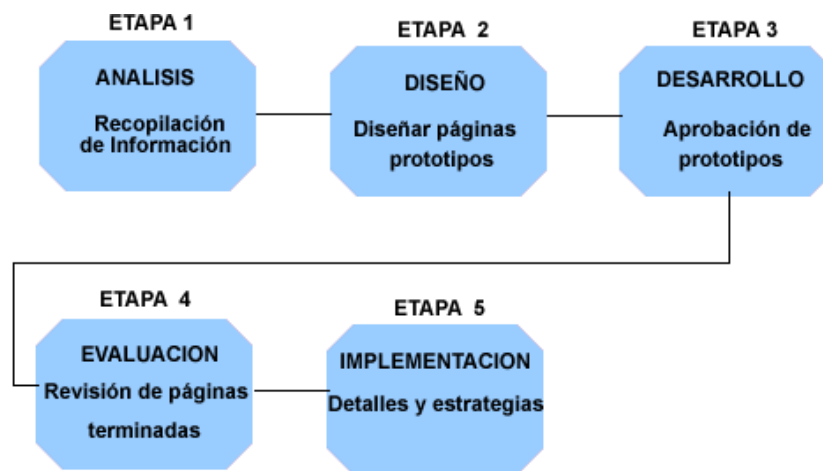 ETAPA 1
ANALISIS
Recopilación
de Información
ETAPA 2
DISEÑO
Diseñar páginas
prototipos
ETAPA 3
DESARROLLO
Aprobación de
prototipos
ETAPA 4
EVALUACION
Revisión de páginas
terminadas
ETAPA 5
IMPLEMENTACION
Detalles y estrategias